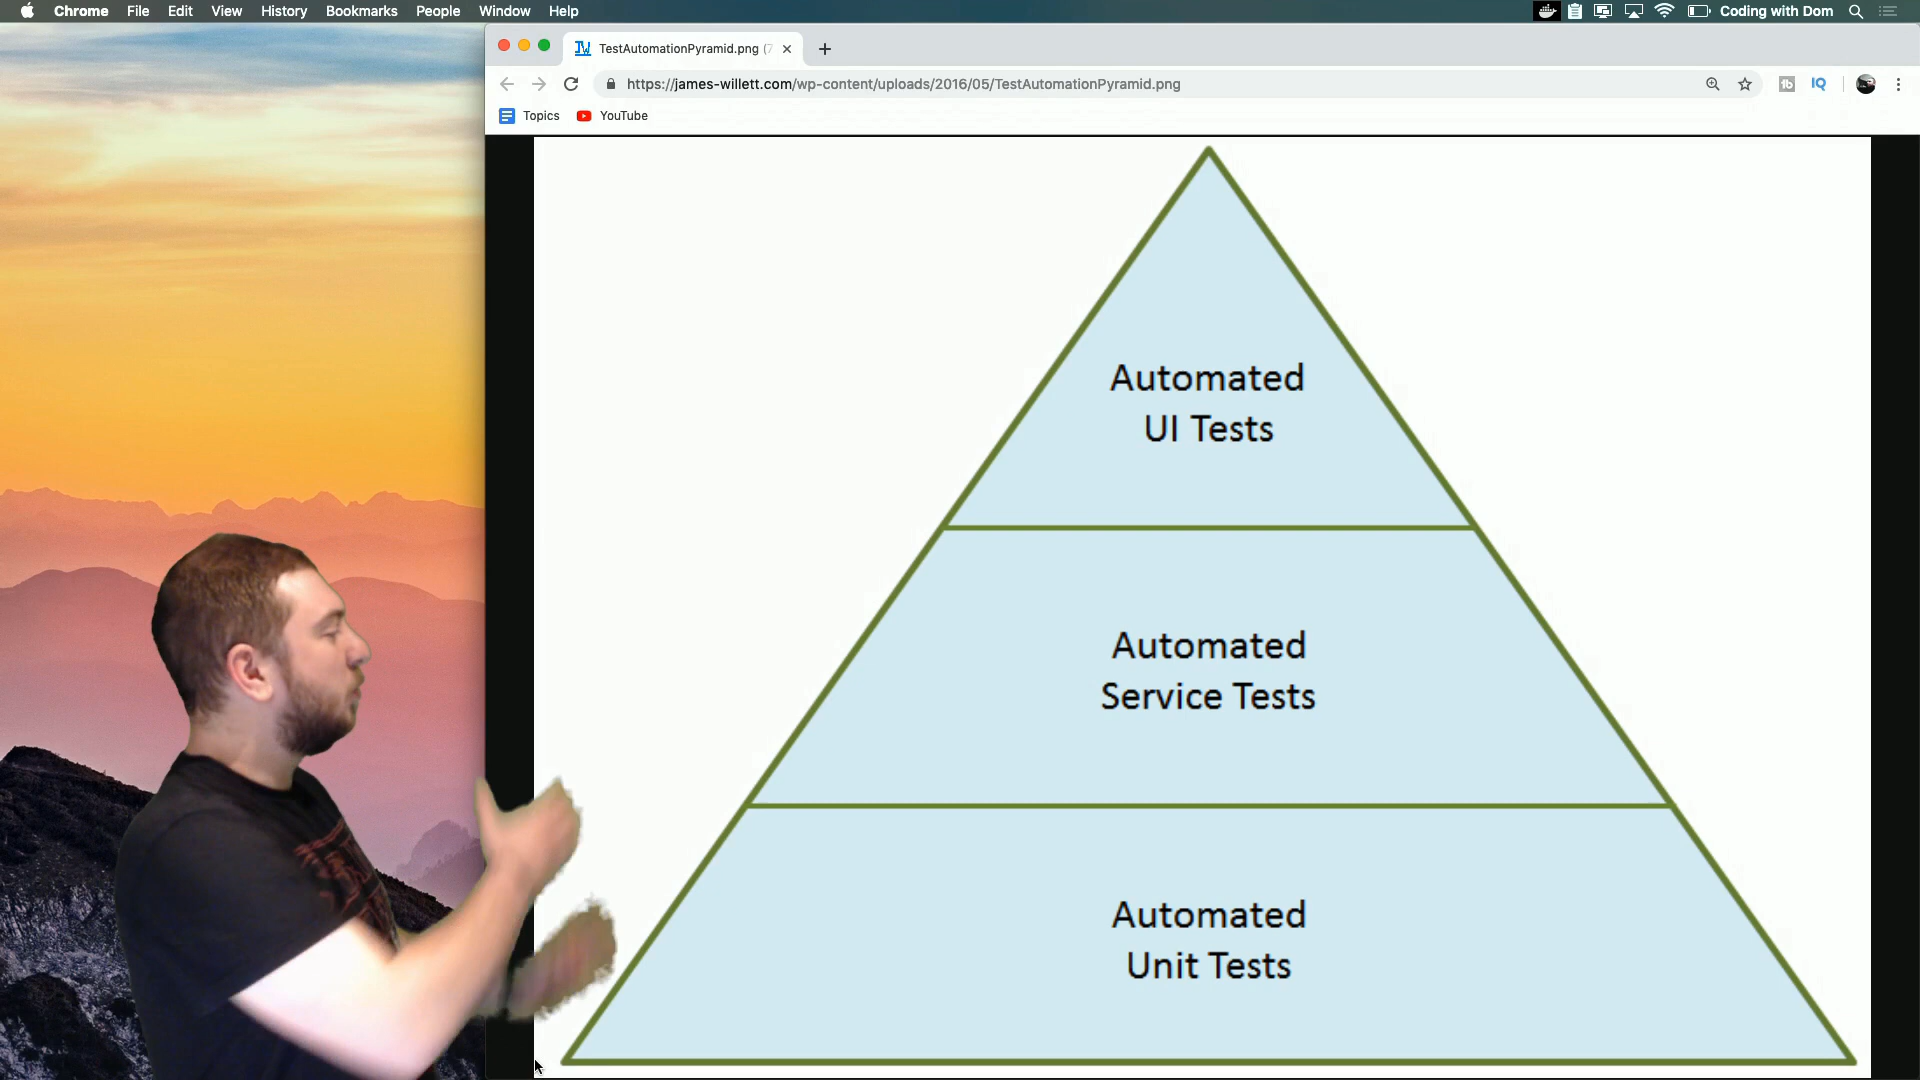 Chrome File Edit View History Bookmarks People Window Help
Coding with Dom
TestAutomationPyramid.png (7
https://james-willett.com/wp-content/uploads/2016/05/TestAutomationPyramid.png
Topics YouTube
Automated
UI Tests
Automated
Service Tests
Automated
Unit Tests